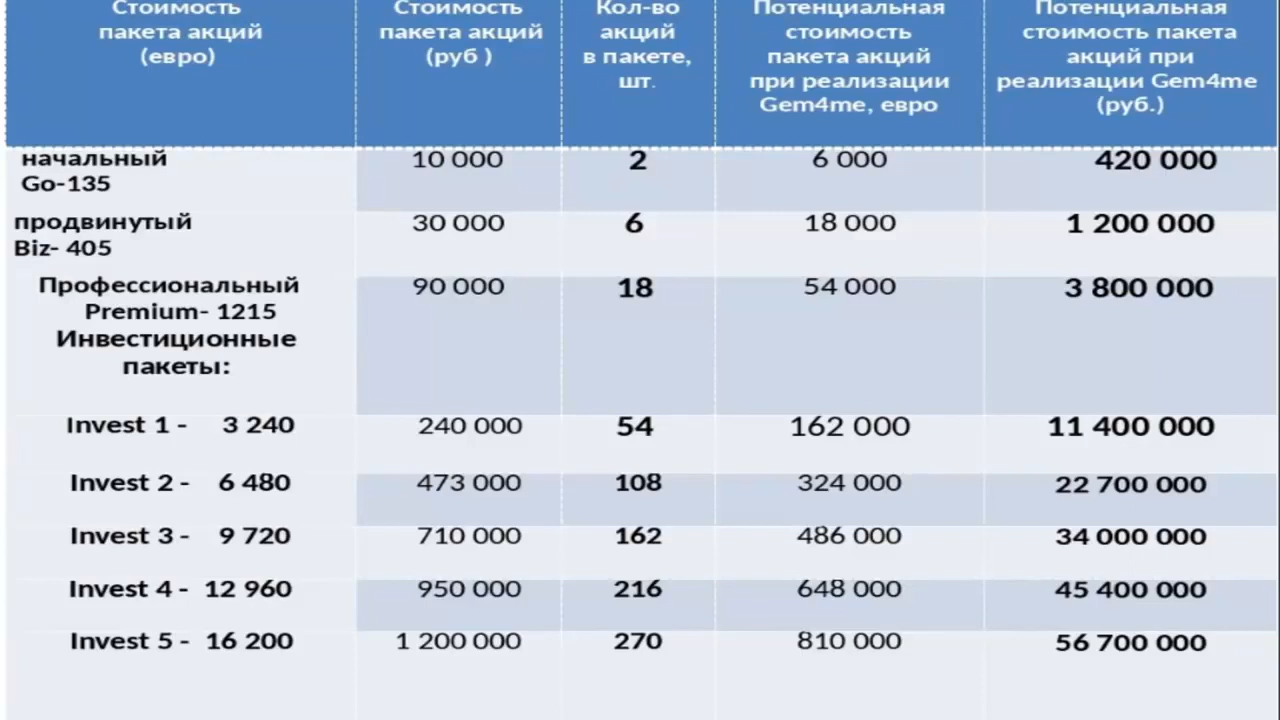 Стоимость
пакета акций
(евро)
Стоимость
пакета акций
(руб )
Кол-во
акций
в пакете,
шт.
Потенциальная
стоимость
пакета акций
при реализации
Gem4me, евро
Потенциальная
стоимость пакета
акций при
реализации Gem4me
(руб.)
начальный
Go-135
10 000
2
6 000
420 000
продвинутый
Biz- 405
30 000
6
18 000
1 200 000
Профессиональный
Premium- 1215
Инвестиционные
пакеты:
90 000
18
54 000
3 800 000
Invest 1 - 3 240
240 000
54
162 000
11 400 000
Invest 2 - 6 480
473 000
108
324 000
22 700 000
Invest 3 - 9 720
710 000
162
486 000
34 000 000
Invest 4 - 12 960
950 000
216
648 000
45 400 000
Invest 5 - 16 200
1 200 000
270
810 000
56 700 000